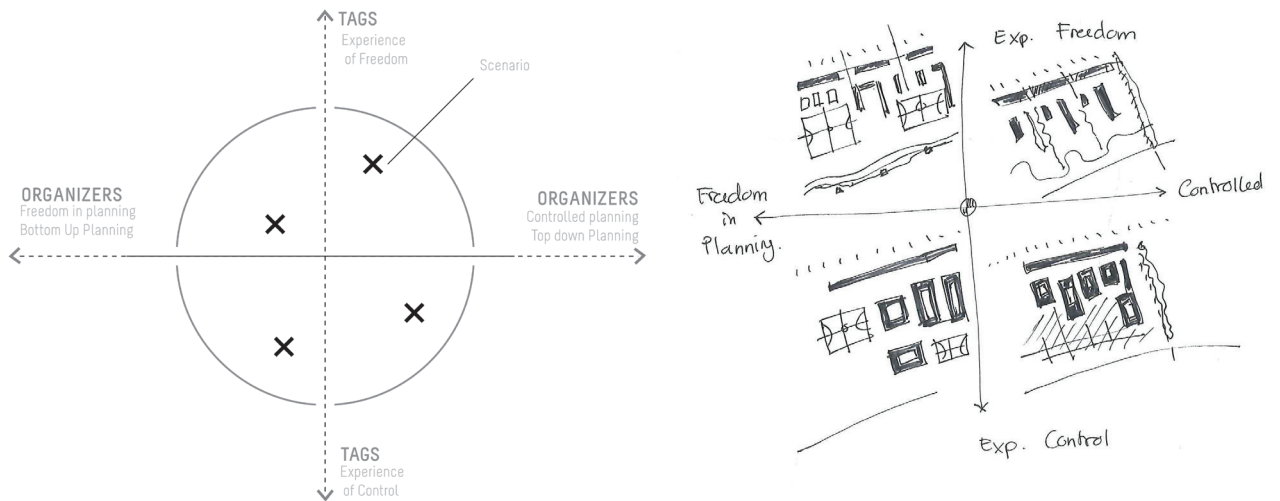 TAGS
Experience
of Freedom
Scenario
ORGANIZERS
Freedom in planning
Bottom Up Planning
ORGANIZERS
Controlled planning
Top down Planning
TAGS
Experience
of Control
Exp. Freedom
Freedom
in
Planning.
Controlled
Exp. Control